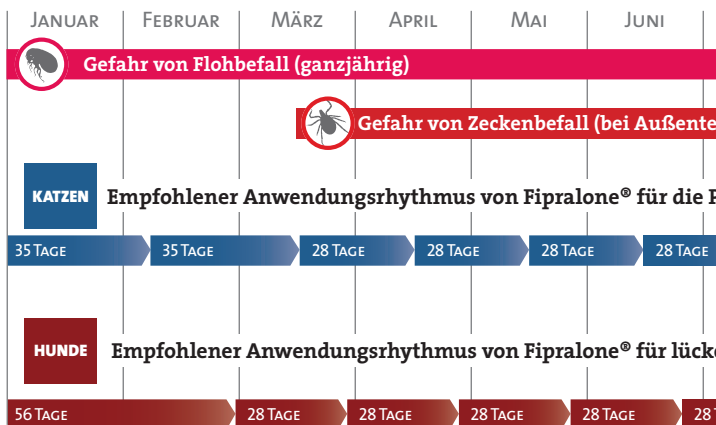 Januar Februar März April Mai Juni
Gefahr von Flohbefall (ganzjährig)
Gefahr von Zeckenbefall (bei Außente
KATZEN Empfohlener Anwendungsrhythmus von Fipralone® für die P
35 Tage 35 Tage 28 Tage 28 Tage 28 Tage 28 Tage
HUNDE Empfohlener Anwendungsrhythmus von Fipralone® für lücke
56 Tage 28 Tage 28 Tage 28 Tage 28 Tage 28 T